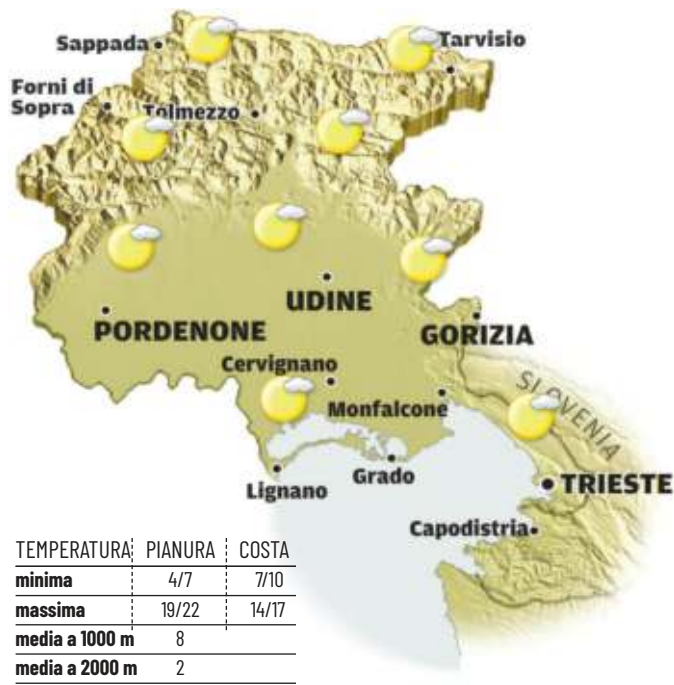 Sappada
Tarvisio
Forni di
Sopra
Tolmezzo
UDINE
PORDENONE
GORIZIA
Cervignano
Monfalcone
SLOVENIA
Grado
Lignano
TRIESTE
Capodistria
TEMPERATURA PIANURA COSTA
minima 4/7 7/10
massima 19/22 14/17
media a 1000 m 8
media a 2000 m 2